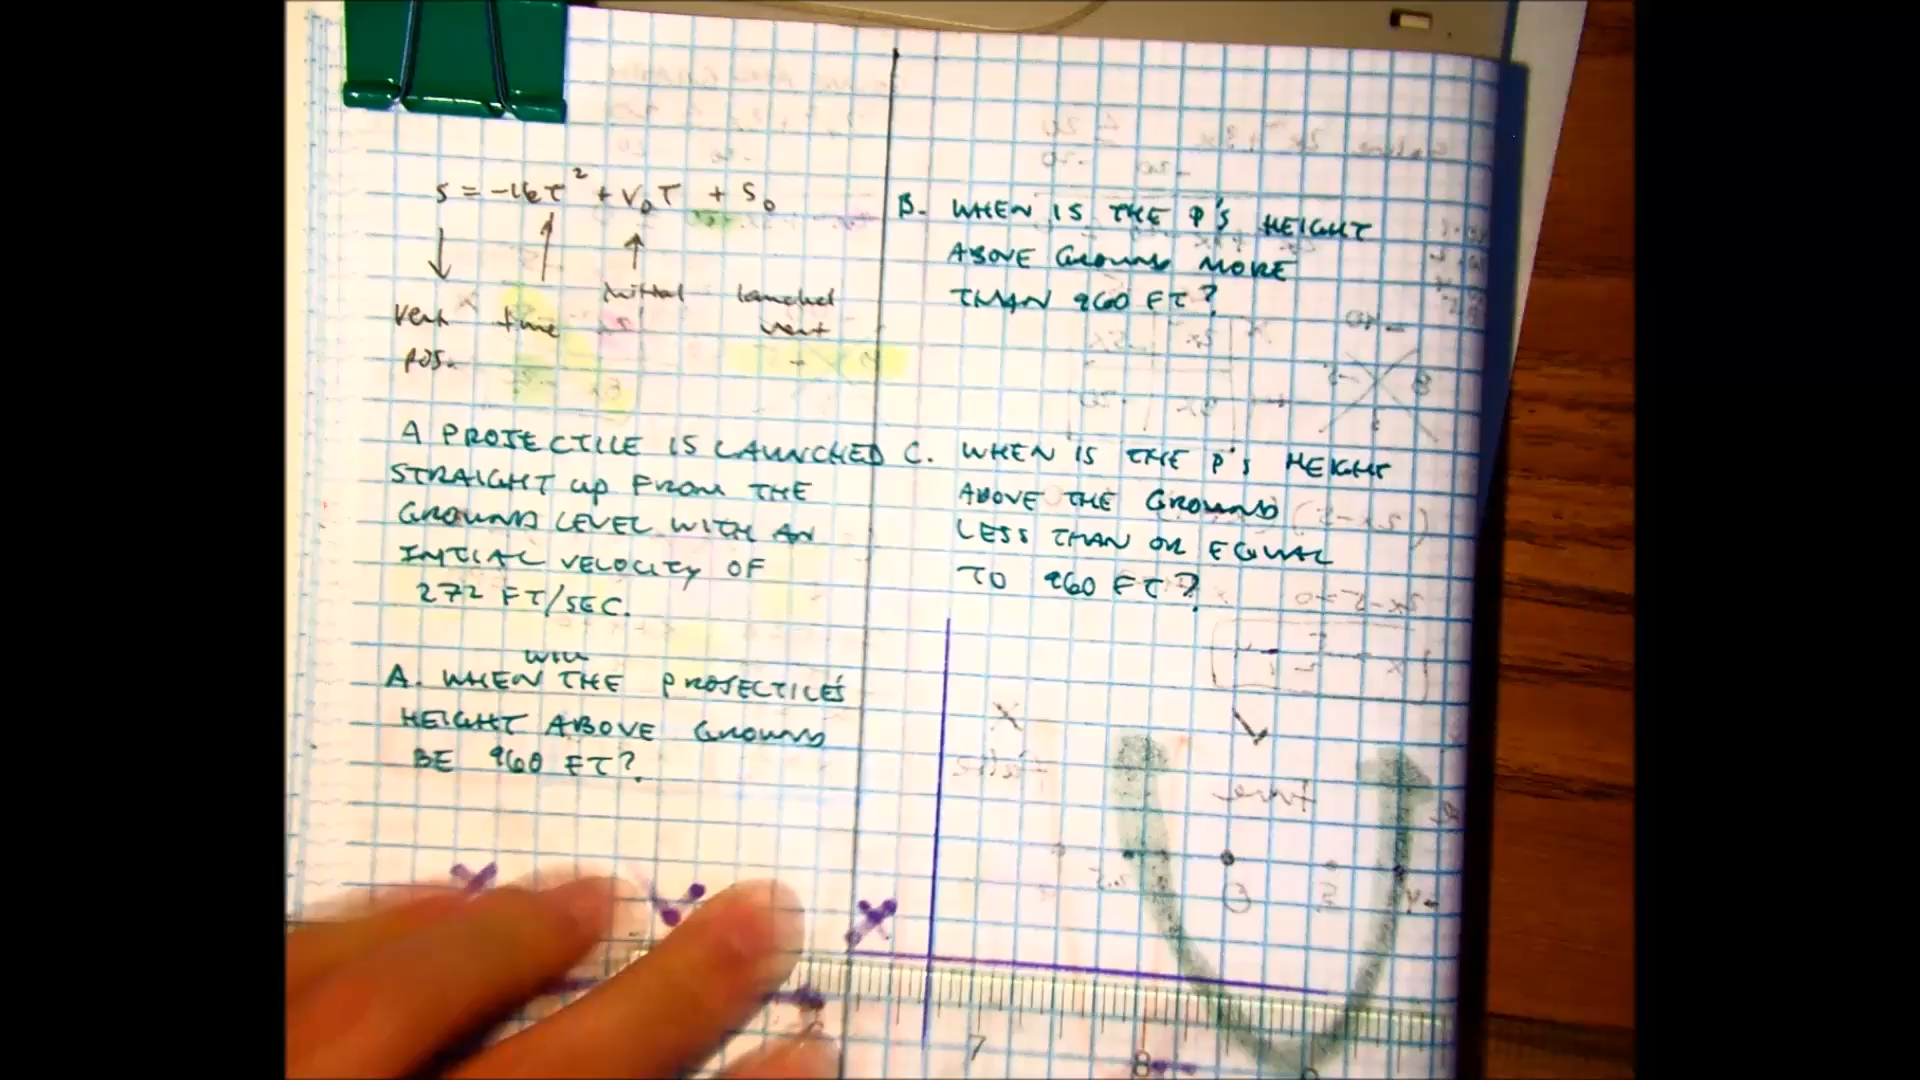 s = -16t² + v₀t + s₀
vert time initial launched
pos. vert
A PROJECTILE IS LAUNCHED
STRAIGHT UP FROM THE
GROUND LEVEL WITH AN
INITIAL VELOCITY OF
272 FT/SEC.
will
A. WHEN THE PROJECTILE'S
HEIGHT ABOVE GROUND
BE 960 FT?
B. WHEN IS THE P'S HEIGHT
ABOVE GROUND MORE
THAN 960 FT?
C. WHEN IS THE P'S HEIGHT
ABOVE THE GROUND
LESS THAN OR EQUAL
TO 960 FT?
7
8